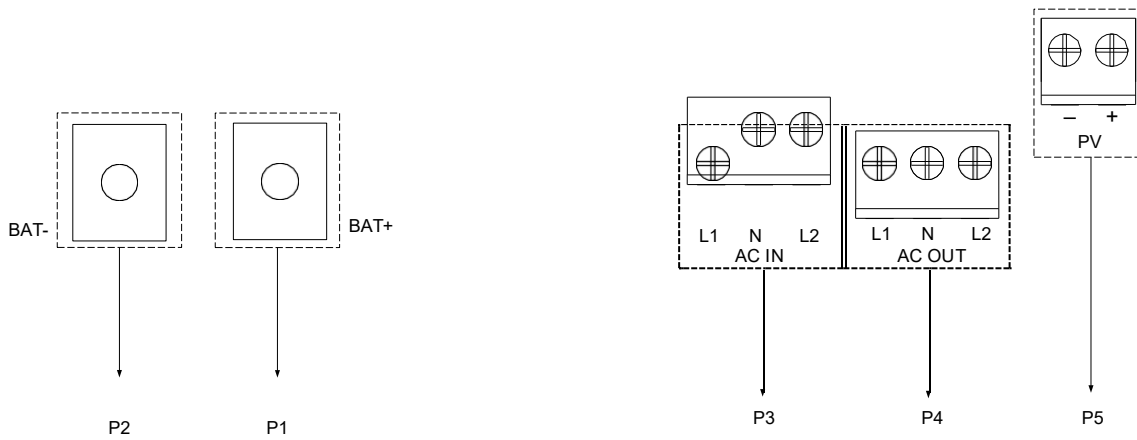 − +
PV
BAT- BAT+
L1 N L2 L1 N L2
AC IN AC OUT
P2 P1 P3 P4 P5